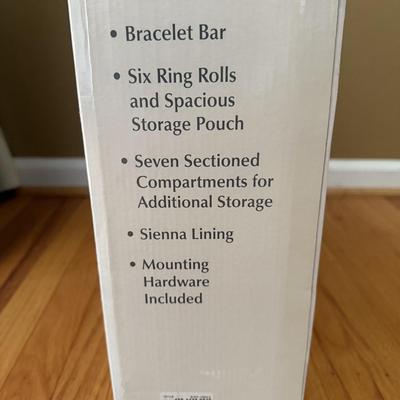 • Bracelet Bar
• Six Ring Rolls
and Spacious
Storage Pouch
• Seven Sectioned
Compartments for
Additional Storage
• Sienna Lining
• Mounting
Hardware
Included